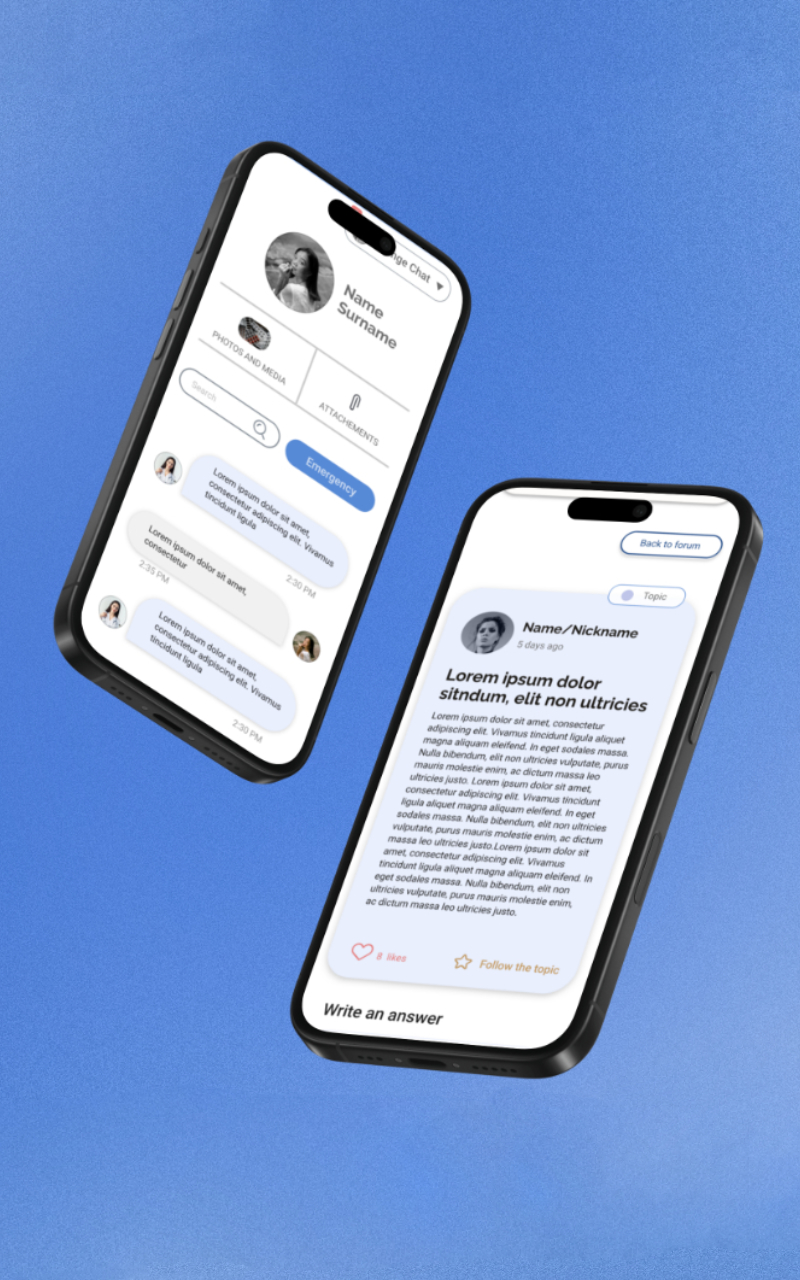 nge Chat
Name
Surname
PHOTOS AND MEDIA
ATTACHEMENTS
Search
Emergency
Lorem ipsum dolor sit amet,
consectetur adipiscing elit. Vivamus
tincidunt ligula
2:30 PM
Lorem ipsum dolor sit amet,
consectetur
2:35 PM
Lorem ipsum dolor sit amet,
consectetur adipiscing elit. Vivamus
tincidunt ligula
2:30 PM
Back to forum
Topic
Name/Nickname
5 days ago
Lorem ipsum dolor
sitndum, elit non ultricies
Lorem ipsum dolor sit amet, consectetur
adipiscing elit. Vivamus tincidunt ligula aliquet
magna aliquam eleifend. In eget sodales massa.
Nulla bibendum, elit non ultricies vulputate, purus
mauris molestie enim, ac dictum massa leo
ultricies justo. Lorem ipsum dolor sit amet,
consectetur adipiscing elit. Vivamus tincidunt
ligula aliquet magna aliquam eleifend. In eget
sodales massa. Nulla bibendum, elit non ultricies
vulputate, purus mauris molestie enim, ac dictum
massa leo ultricies justo.Lorem ipsum dolor sit
amet, consectetur adipiscing elit. Vivamus
tincidunt ligula aliquet magna aliquam eleifend. In
eget sodales massa. Nulla bibendum, elit non
ultricies vulputate, purus mauris molestie enim,
ac dictum massa leo ultricies justo.
8 likes
Follow the topic
Write an answer